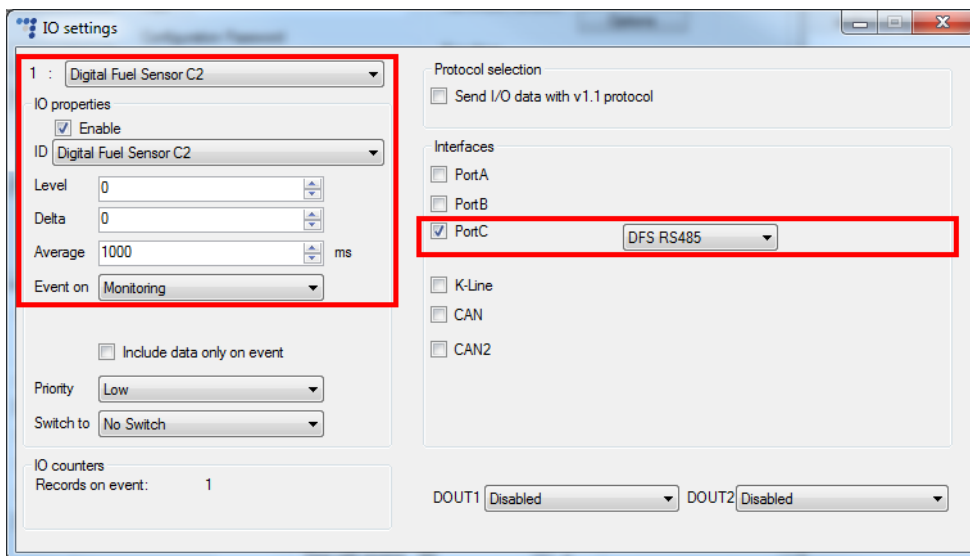 IO settings
1 : Digital Fuel Sensor C2
IO properties
Enable
ID Digital Fuel Sensor C2
Level 0
Delta 0
Average 1000 ms
Event on Monitoring
Include data only on event
Priority Low
Switch to No Switch
IO counters
Records on event: 1
Protocol selection
Send I/O data with v1.1 protocol
Interfaces
PortA
PortB
PortC DFS RS485
K-Line
CAN
CAN2
DOUT1 Disabled DOUT2 Disabled